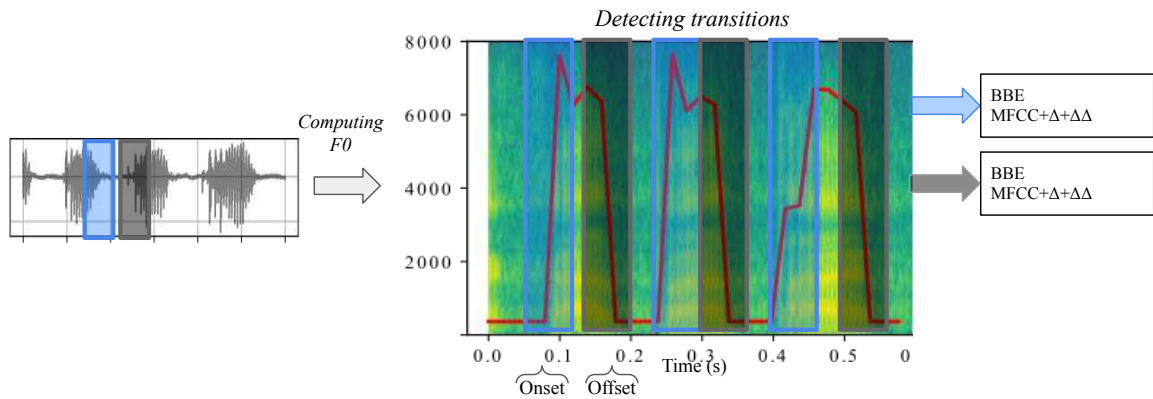 Detecting transitions
Computing
F0
8000
6000
4000
2000
0.0 0.1 0.2 0.3 0.4 0.5 0
Time (s)
Onset Offset
BBE
MFCC+Δ+ΔΔ
BBE
MFCC+Δ+ΔΔ